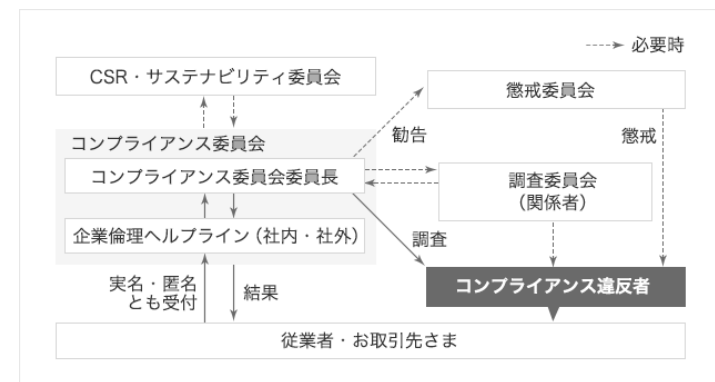 必要時
CSR・サステナビリティ委員会
懲戒委員会
コンプライアンス委員会
勧告
懲戒
コンプライアンス委員会委員長
調査委員会
（関係者）
企業倫理ヘルプライン（社内・社外）
調査
実名・匿名
とも受付
結果
コンプライアンス違反者
従業者・お取引先さま